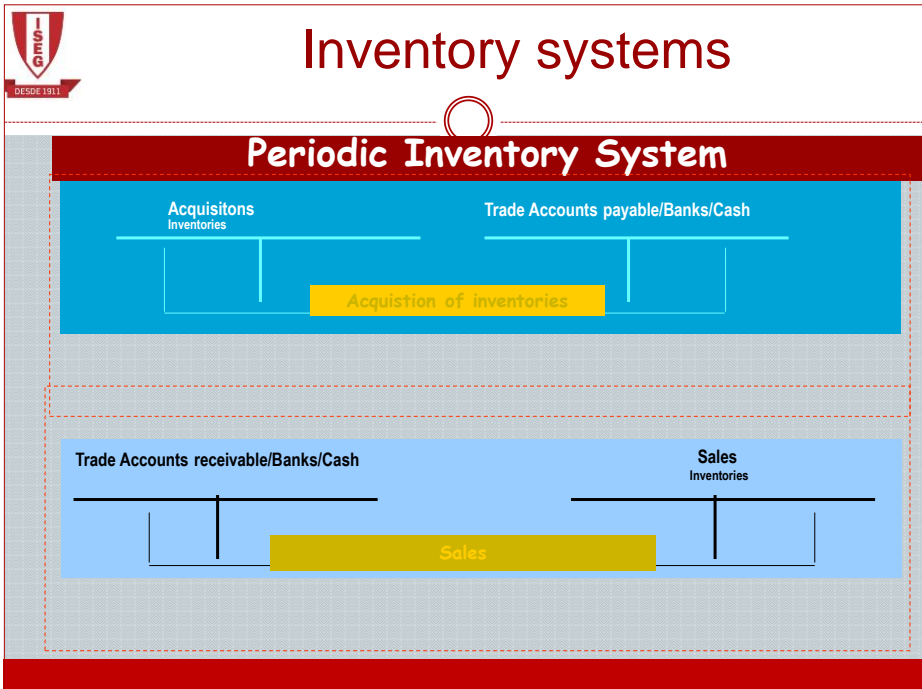 ISEG
DESDE 1911
Inventory systems
Periodic Inventory System
Acquisitons
Inventories
Trade Accounts payable/Banks/Cash
Acquistion of inventories
Trade Accounts receivable/Banks/Cash
Sales
Inventories
Sales